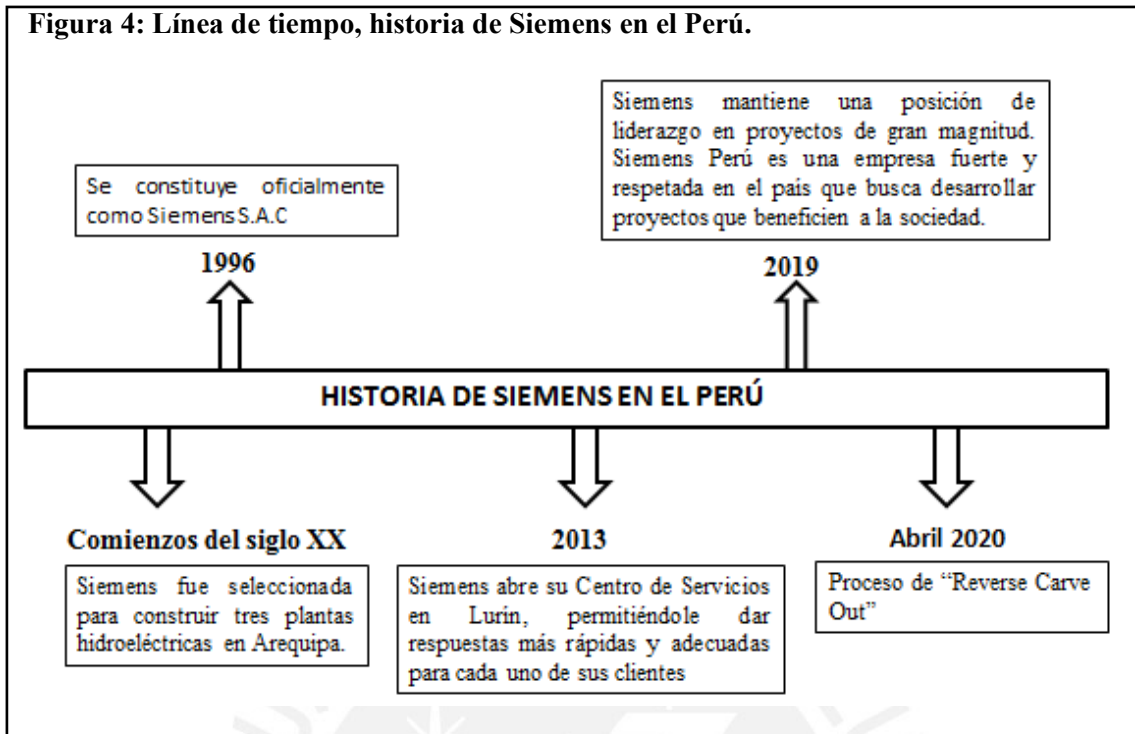 Figura 4: Línea de tiempo, historia de Siemens en el Perú.
Se constituye oficialmente
como Siemens S.A.C
1996
Siemens mantiene una posición de
liderazgo en proyectos de gran magnitud.
Siemens Perú es una empresa fuerte y
respetada en el país que busca desarrollar
proyectos que beneficien a la sociedad.
2019
HISTORIA DE SIEMENS EN EL PERÚ
Comienzos del siglo XX
Siemens fue seleccionada
para construir tres plantas
hidroeléctricas en Arequipa.
2013
Siemens abre su Centro de Servicios
en Lurín, permitiéndole dar
respuestas más rápidas y adecuadas
para cada uno de sus clientes
Abril 2020
Proceso de “Reverse Carve
Out”